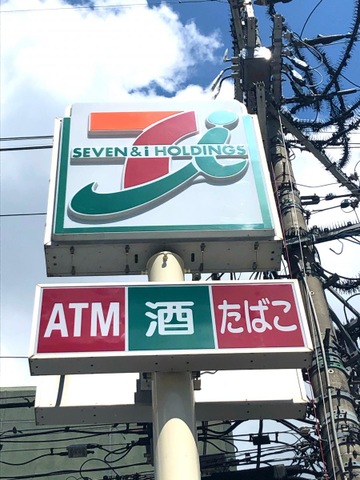 SEVEN & i HOLDINGS
ATM 酒 たばこ